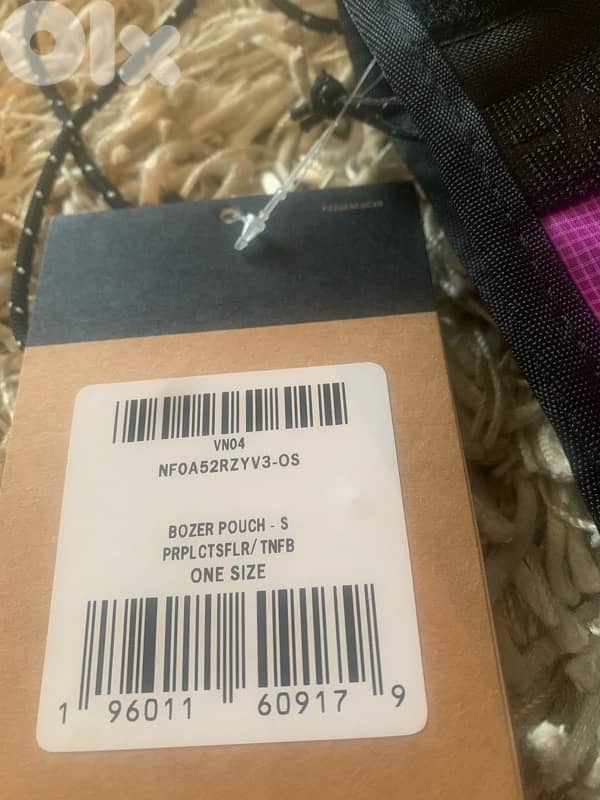 olx
VN04
NF0A52RZYV3-OS
BOZER POUCH - S
PRPLCTSFLR/ TNFB
ONE SIZE
1 96011 60917 9